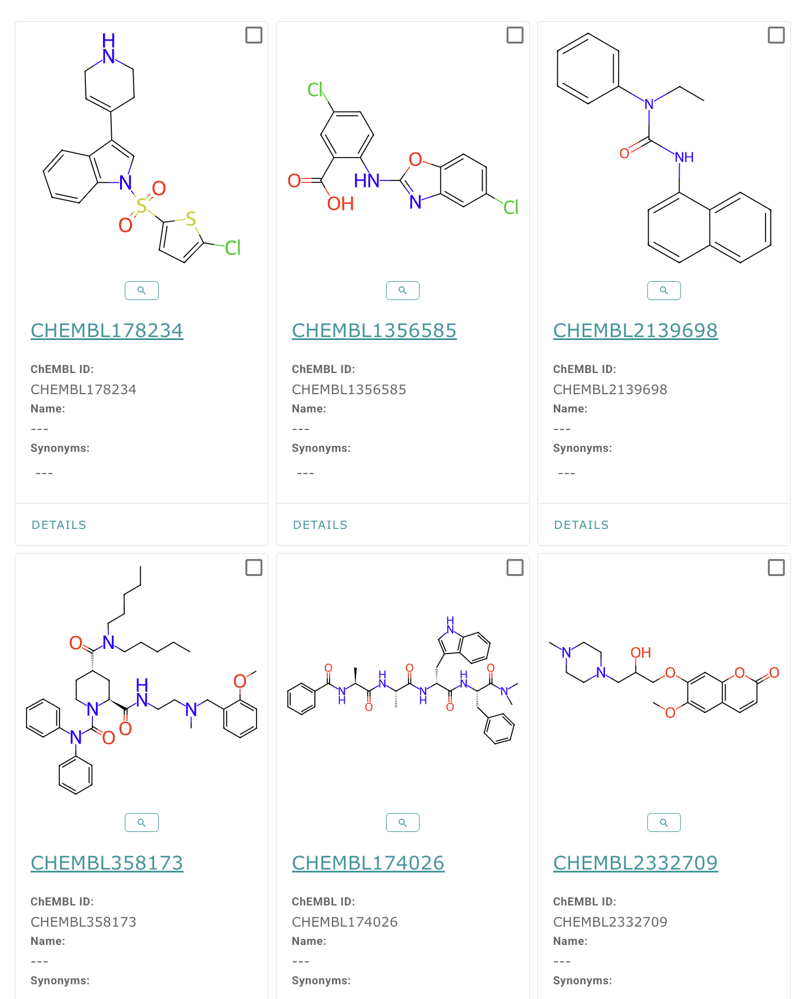 H
N
N
S
O
O
S
Cl
CHEMBL178234
ChEMBL ID:
CHEMBL178234
Name:
---
Synonyms:
---
DETAILS
Cl
O
OH
HN
O
N
Cl
CHEMBL1356585
ChEMBL ID:
CHEMBL1356585
Name:
---
Synonyms:
---
DETAILS
N
O
NH
CHEMBL2139698
ChEMBL ID:
CHEMBL2139698
Name:
---
Synonyms:
---
DETAILS
O
N
H
N
O
N
N
O
N
O
O
CHEMBL358173
ChEMBL ID:
CHEMBL358173
Name:
---
Synonyms:
H
N
O
H
N
O
H
N
O
O
N
H
O
N
H
O
N
CHEMBL174026
ChEMBL ID:
CHEMBL174026
Name:
---
Synonyms:
N
N
OH
O
O
O
O
CHEMBL2332709
ChEMBL ID:
CHEMBL2332709
Name:
---
Synonyms: